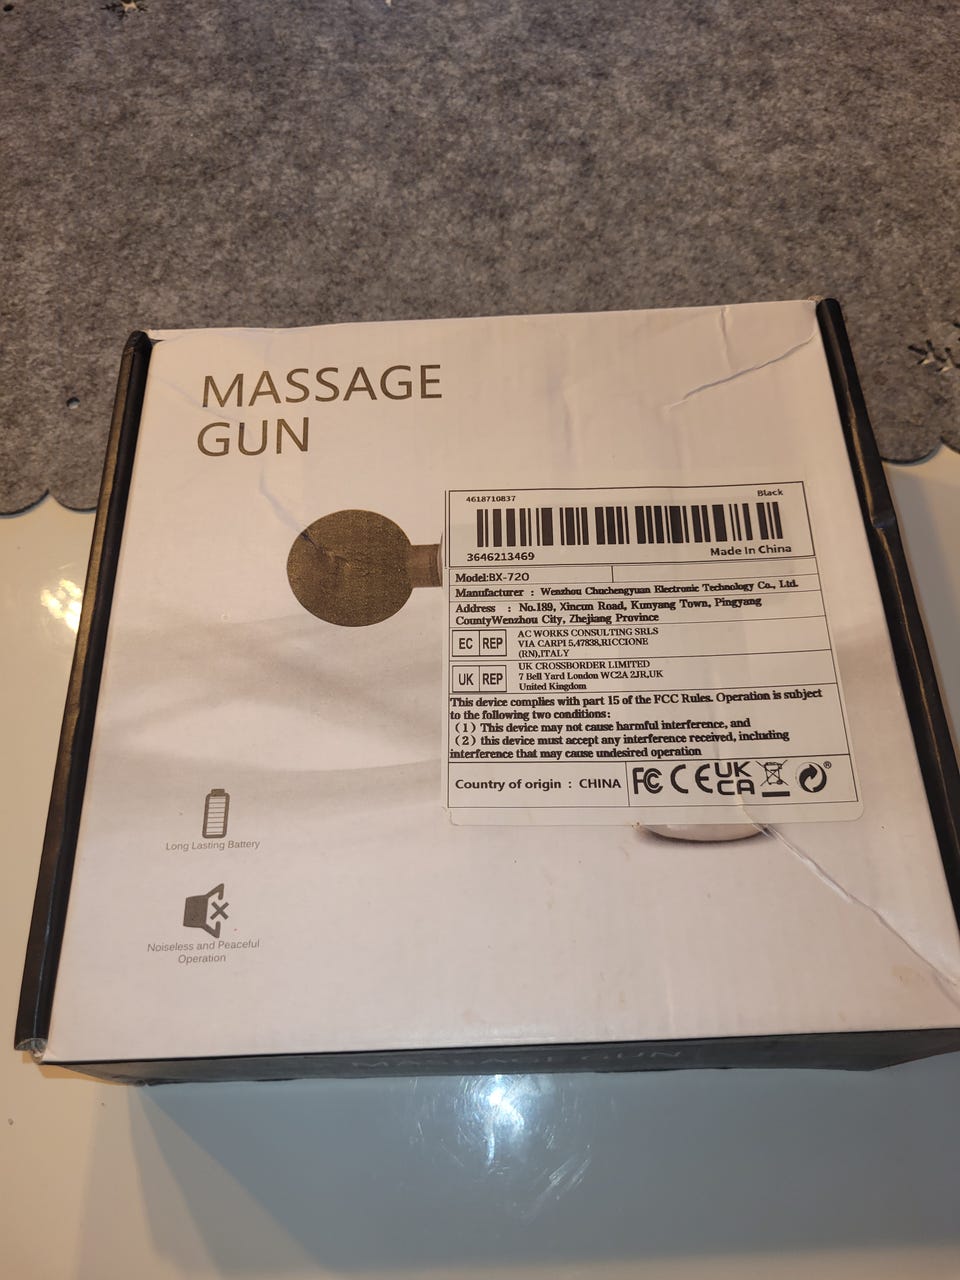 MASSAGE
GUN
4618710837
Black
3646213469
Made In China
Model:BX-720
Manufacturer : Wenzhou Chuchengyuan Electronic Technology Co., Ltd.
Address : No.189, Xincun Road, Kunyang Town, Pingyang
CountyWenzhou City, Zhejiang Province
EC REP
AC WORKS CONSULTING SRLS
VIA CARPI 5,47838,RICCIONE
(RN),ITALY
UK REP
UK CROSSBORDER LIMITED
7 Bell Yard London WC2A 2JR,UK
United Kingdom
This device complies with part 15 of the FCC Rules. Operation is subject
to the following two conditions:
(1) This device may not cause harmful interference, and
(2) this device must accept any interference received, including
interference that may cause undesired operation
Country of origin : CHINA
FC CE UK
CA
®
Long Lasting Battery
Noiseless and Peaceful
Operation
MASSAGE GUN